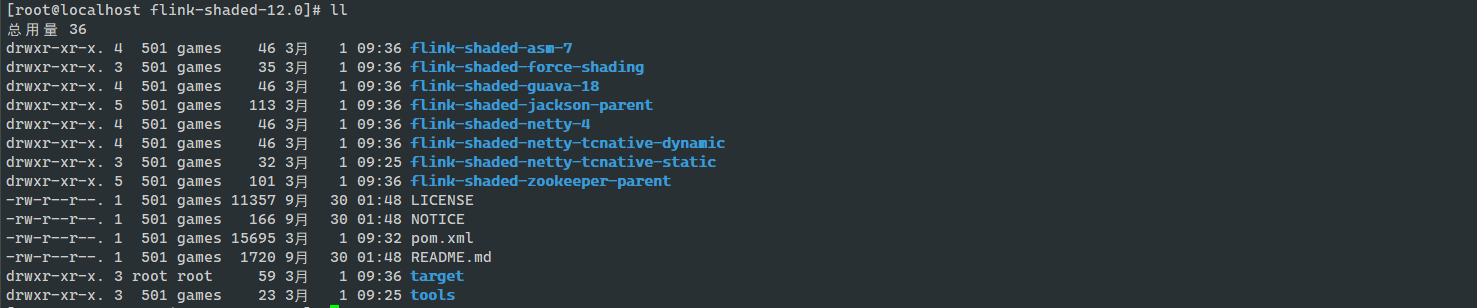 [root@localhost flink-shaded-12.0]# ll
总用量 36
drwxr-xr-x. 4  501 games    46 3月   1 09:36 flink-shaded-asm-7
drwxr-xr-x. 3  501 games    35 3月   1 09:36 flink-shaded-force-shading
drwxr-xr-x. 4  501 games    46 3月   1 09:36 flink-shaded-guava-18
drwxr-xr-x. 5  501 games   113 3月   1 09:36 flink-shaded-jackson-parent
drwxr-xr-x. 4  501 games    46 3月   1 09:36 flink-shaded-netty-4
drwxr-xr-x. 4  501 games    46 3月   1 09:36 flink-shaded-netty-tcnative-dynamic
drwxr-xr-x. 3  501 games    32 3月   1 09:25 flink-shaded-netty-tcnative-static
drwxr-xr-x. 5  501 games   101 3月   1 09:36 flink-shaded-zookeeper-parent
-rw-r--r--. 1  501 games 11357 9月  30 01:48 LICENSE
-rw-r--r--. 1  501 games   166 9月  30 01:48 NOTICE
-rw-r--r--. 1  501 games 15695 3月   1 09:32 pom.xml
-rw-r--r--. 1  501 games  1720 9月  30 01:48 README.md
drwxr-xr-x. 3 root root     59 3月   1 09:36 target
drwxr-xr-x. 3  501 games    23 3月   1 09:25 tools